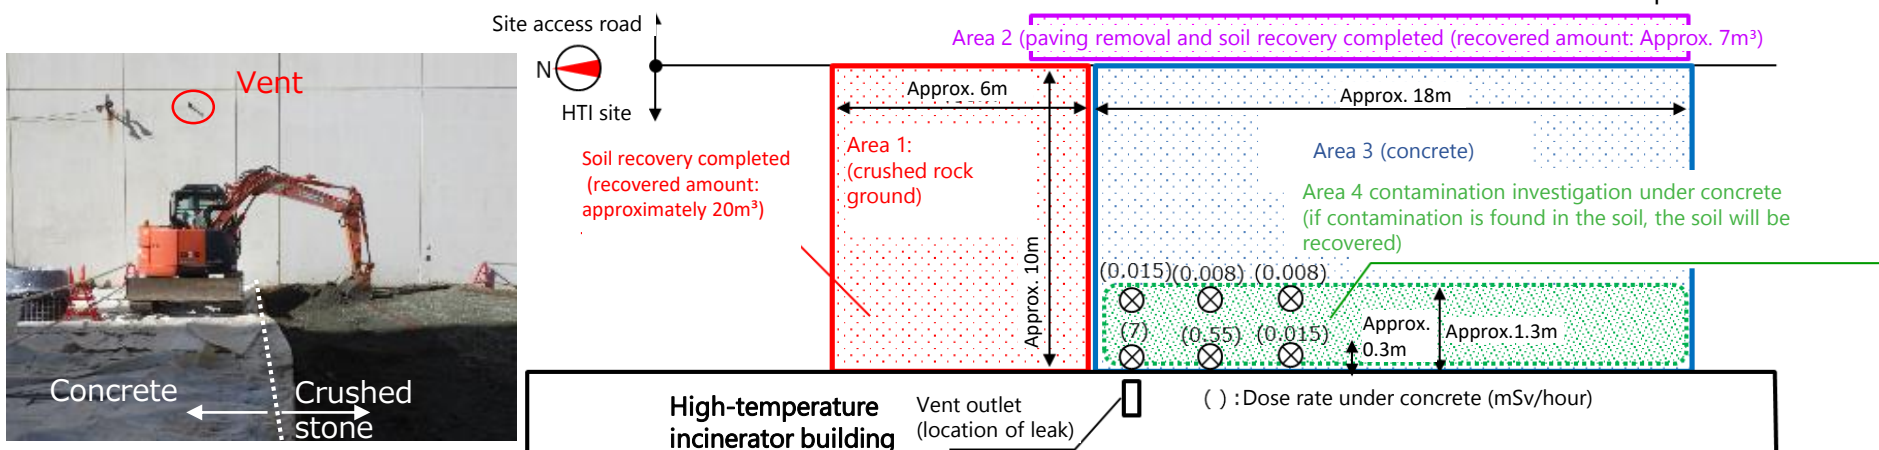 Vent
Concrete
Crushed
stone
Site access road
N
HTI site
Soil recovery completed
(recovered amount:
approximately 20m³)
.
Area 2 (paving removal and soil recovery completed (recovered amount: Approx. 7m³)
Approx. 6m
Approx. 18m
Area 1:
(crushed rock
ground)
Approx. 10m
Area 3 (concrete)
Area 4 contamination investigation under concrete
(if contamination is found in the soil, the soil will be
recovered)
(0.015) (0.008) (0.008)
(7) (0.55) (0.015)
Approx.
0.3m
Approx.1.3m
High-temperature
incinerator building
Vent outlet
(location of leak)
( ) : Dose rate under concrete (mSv/hour)